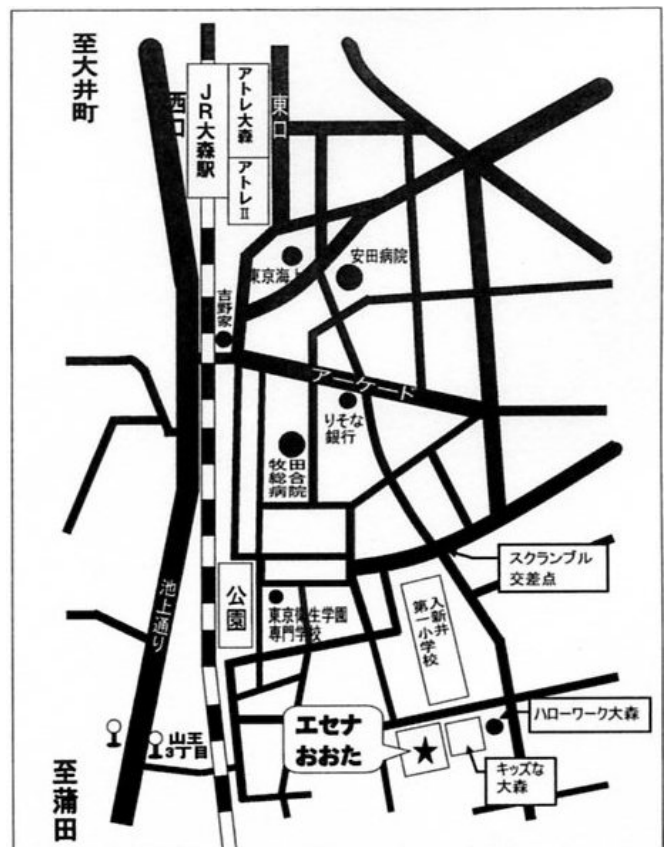 至大井町
西口
JR大森駅
アトレ大森
アトレⅡ
東口
東京海上
安田病院
吉野家
アーケード
りそな
銀行
牧田
総合
病院
スクランブル
交差点
池上通り
公園
東京衛生学園
専門学校
入新井
第一小学校
ハローワーク大森
エセナ
おおた
キッズな
大森
山王
3丁目
至蒲田